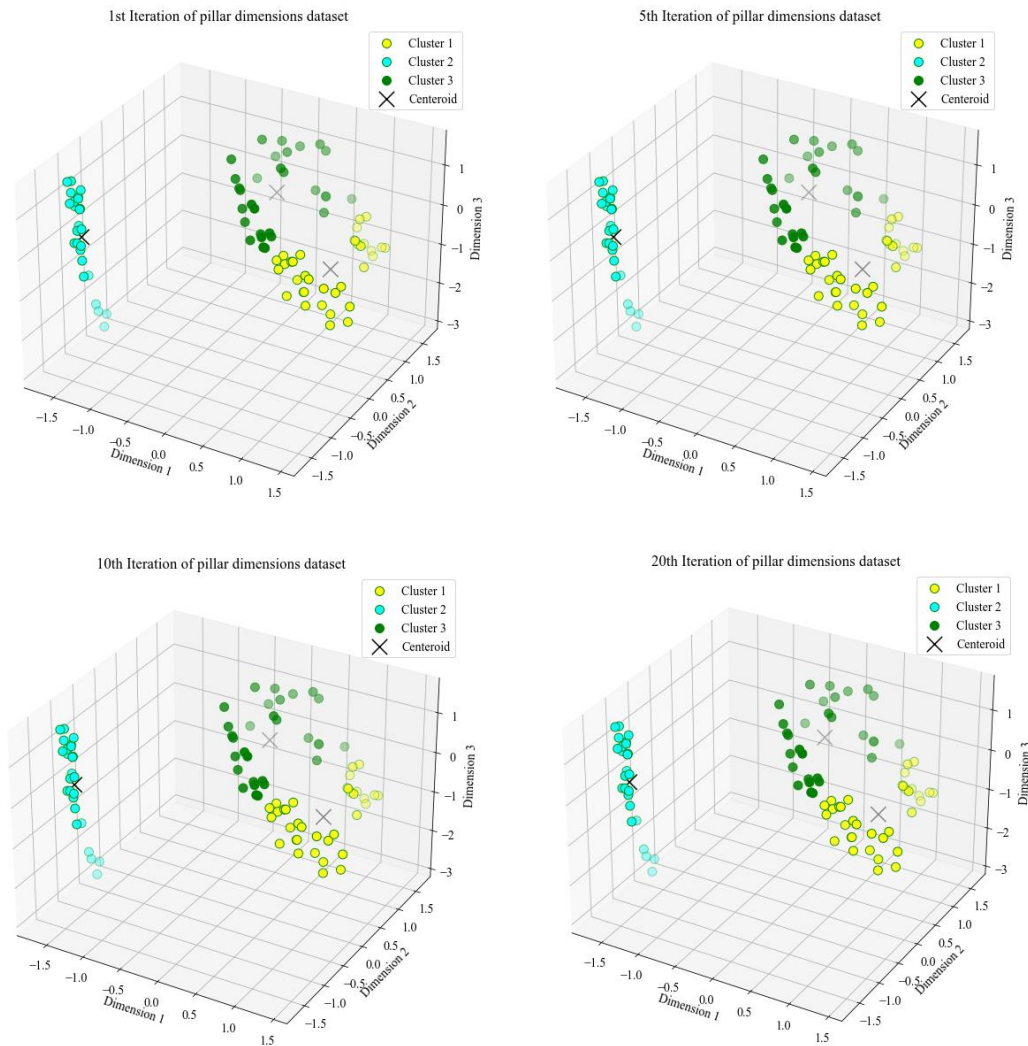 1st Iteration of pillar dimensions dataset
Cluster 1
Cluster 2
Cluster 3
Centeroid
1
0
−1
−2
−3
Dimension 3
1.5
1.0
0.5
0.0
−0.5
−1.0
−1.5
Dimension 2
−1.5
−1.0
−0.5
0.0
0.5
1.0
1.5
Dimension 1
5th Iteration of pillar dimensions dataset
Cluster 1
Cluster 2
Cluster 3
Centeroid
1
0
−1
−2
−3
Dimension 3
1.5
1.0
0.5
0.0
−0.5
−1.0
−1.5
Dimension 2
−1.5
−1.0
−0.5
0.0
0.5
1.0
1.5
Dimension 1
10th Iteration of pillar dimensions dataset
Cluster 1
Cluster 2
Cluster 3
Centeroid
1
0
−1
−2
−3
Dimension 3
1.5
1.0
0.5
0.0
−0.5
−1.0
−1.5
Dimension 2
−1.5
−1.0
−0.5
0.0
0.5
1.0
1.5
Dimension 1
20th Iteration of pillar dimensions dataset
Cluster 1
Cluster 2
Cluster 3
Centeroid
1
0
−1
−2
−3
Dimension 3
1.5
1.0
0.5
0.0
−0.5
−1.0
−1.5
Dimension 2
−1.5
−1.0
−0.5
0.0
0.5
1.0
1.5
Dimension 1